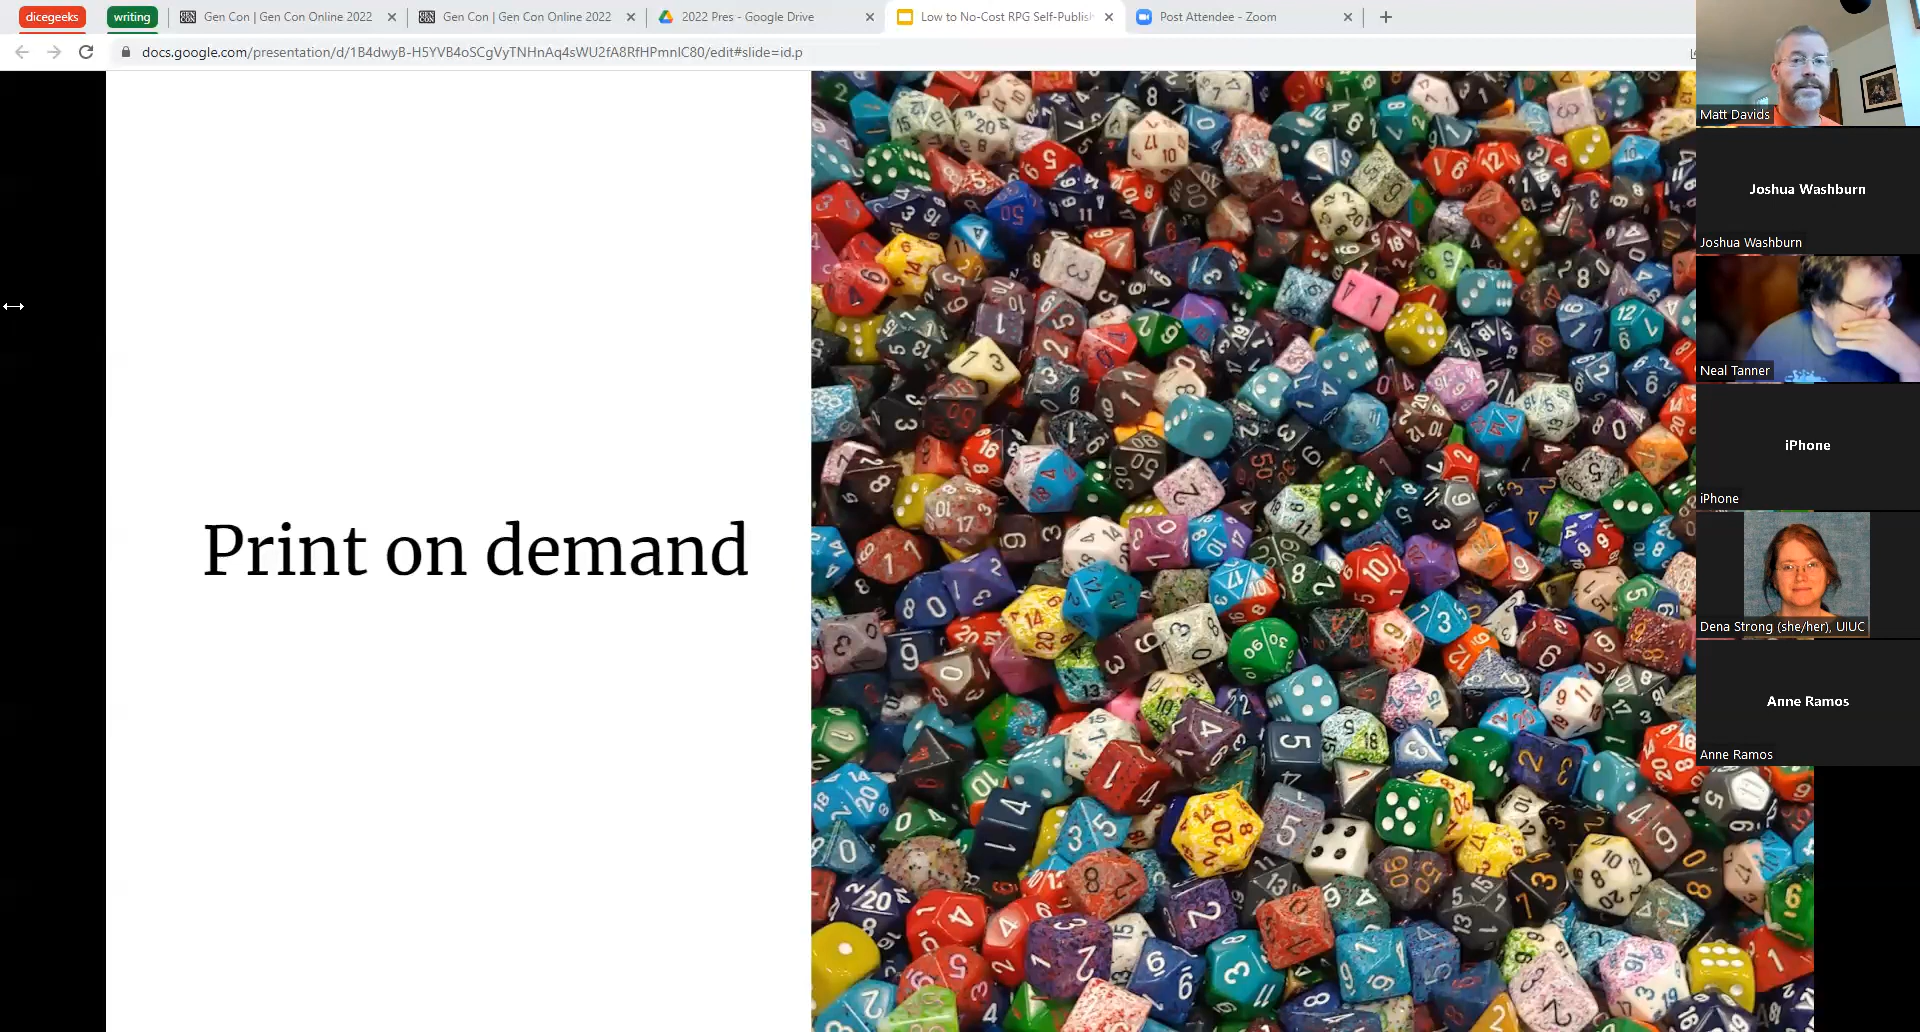 dicegeeks
writing
Gen Con | Gen Con Online 2022
Gen Con | Gen Con Online 2022
2022 Pres - Google Drive
Low to No-Cost RPG Self-Publish
Post Attendee - Zoom
docs.google.com/presentation/d/1B4dwyB-H5YVB4oSCgVyTNHnAq4sWU2fA8RfHPmnlC80/edit#slide=id.p
Print on demand
Matt Davids
Joshua Washburn
Joshua Washburn
Neal Tanner
iPhone
iPhone
Dena Strong (she/her), UIUC
Anne Ramos
Anne Ramos